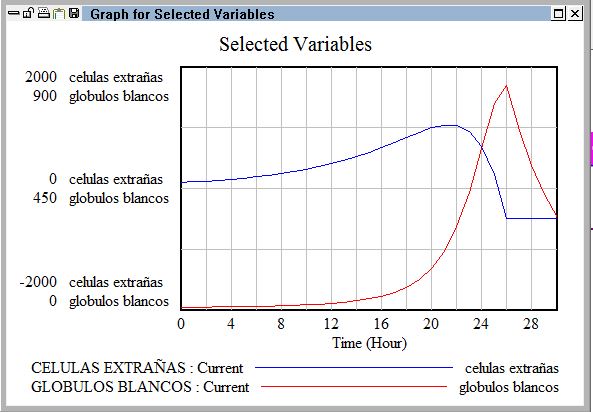 Graph for Selected Variables
Selected Variables
2000 celulas extrañas
900 globulos blancos
0 celulas extrañas
450 globulos blancos
-2000 celulas extrañas
0 globulos blancos
0 4 8 12 16 20 24 28
Time (Hour)
CELULAS EXTRAÑAS : Current celulas extrañas
GLOBULOS BLANCOS : Current globulos blancos